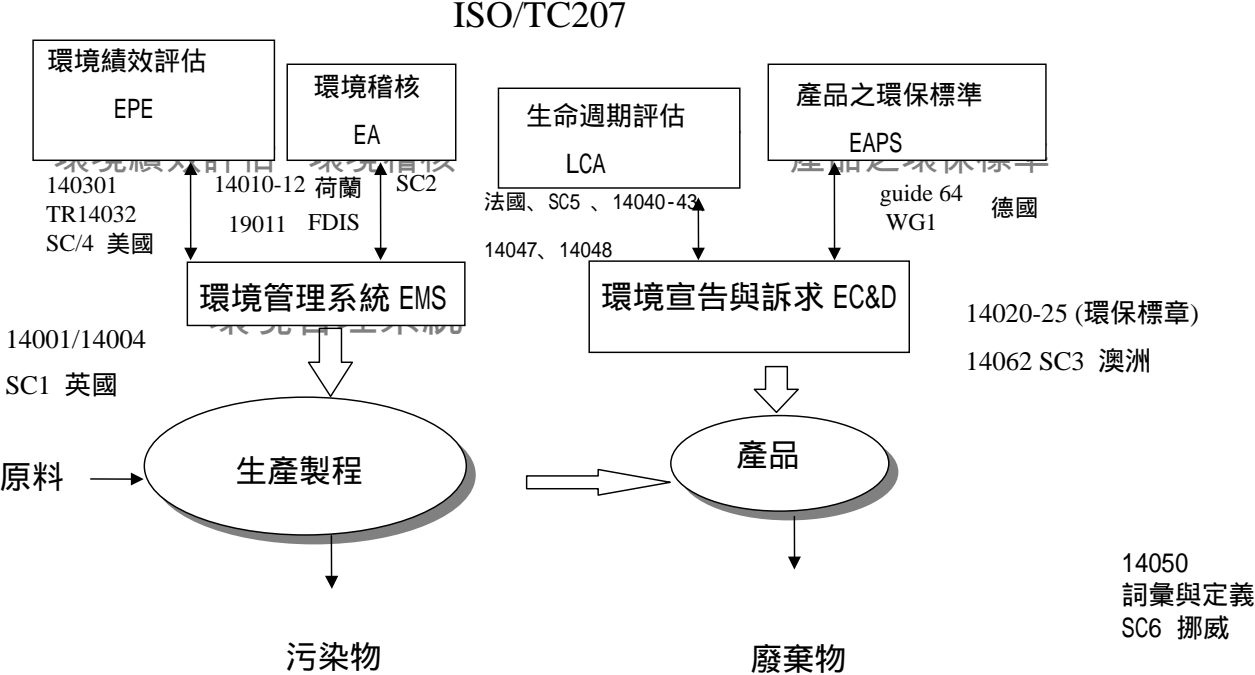 ISO/TC207
環境績效評估
EPE
環境稽核
EA
生命週期評估
LCA
產品之環保標準
EAPS
140301
TR14032
SC/4 美國
14010-12 荷蘭
19011 FDIS
SC2
法國、SC5 、14040-43
14047、14048
guide 64
WG1
德國
環境管理系統 EMS
環境宣告與訴求 EC&D
14001/14004
SC1 英國
14020-25 (環保標章)
14062 SC3 澳洲
原料
生產製程
產品
14050
詞彙與定義
SC6 挪威
污染物
廢棄物